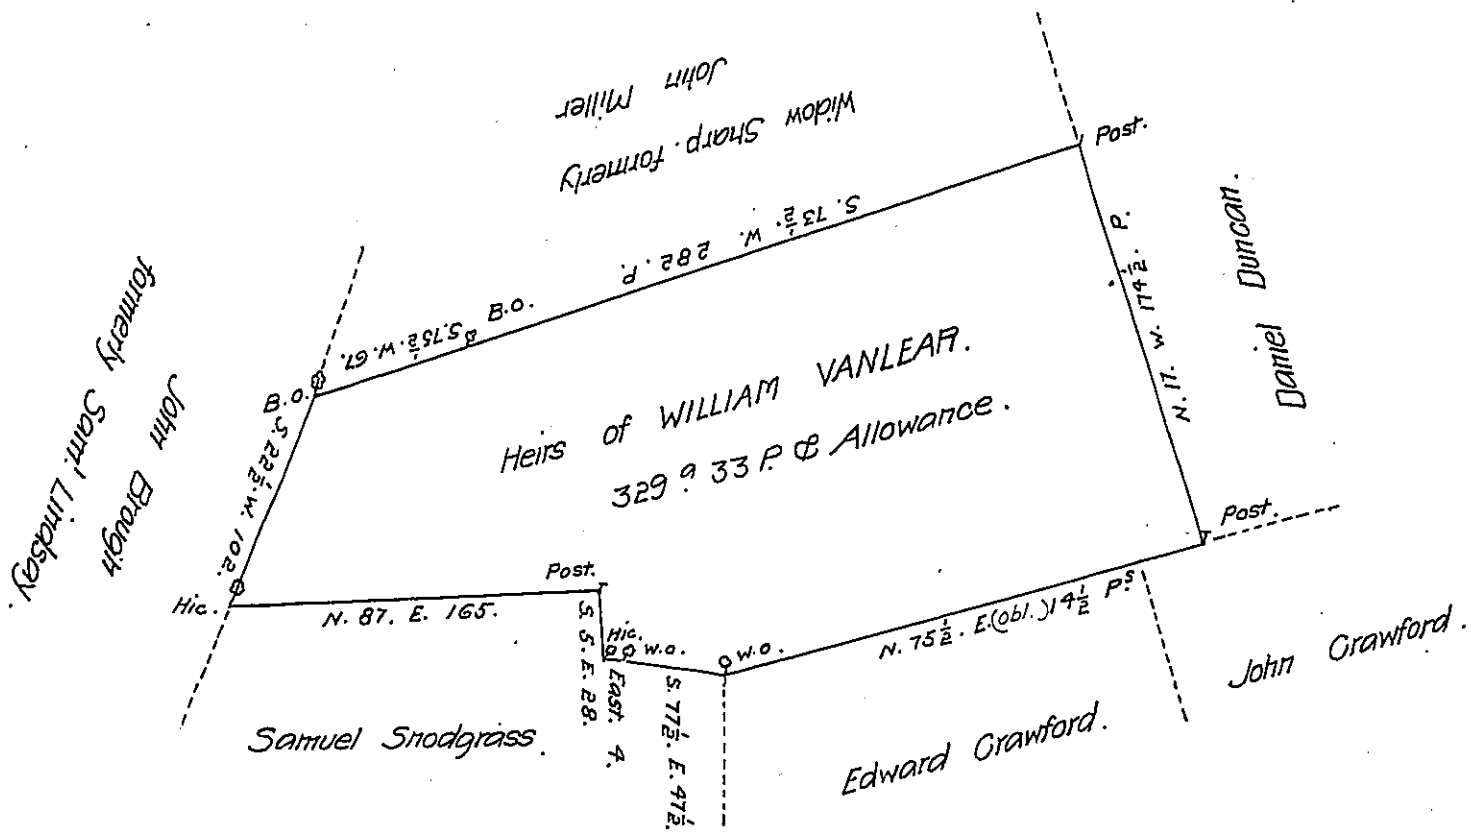 John Miller
Widow Sharp. formerly
Post.
S. 73½. W. 282. P.
B.O.
S. 75½. W. 67.
B.O.
N. 17. W. 174½. P.
Daniel Duncan.
formerly Sam! Lindsay.
John Brough
S. 22½. W. 102.
Heirs of WILLIAM VANLEAR.
329 a 33 P. & Allowance.
Hic.
N. 87. E. 165.
Post.
S. 5. E. 28.
Hic.
W.O.
East. 4.
S. 77½. E. 47½.
W.O.
N. 75½. E.(obl.)14½ Ps
Post.
Samuel Snodgrass.
Edward Crawford.
John Crawford.